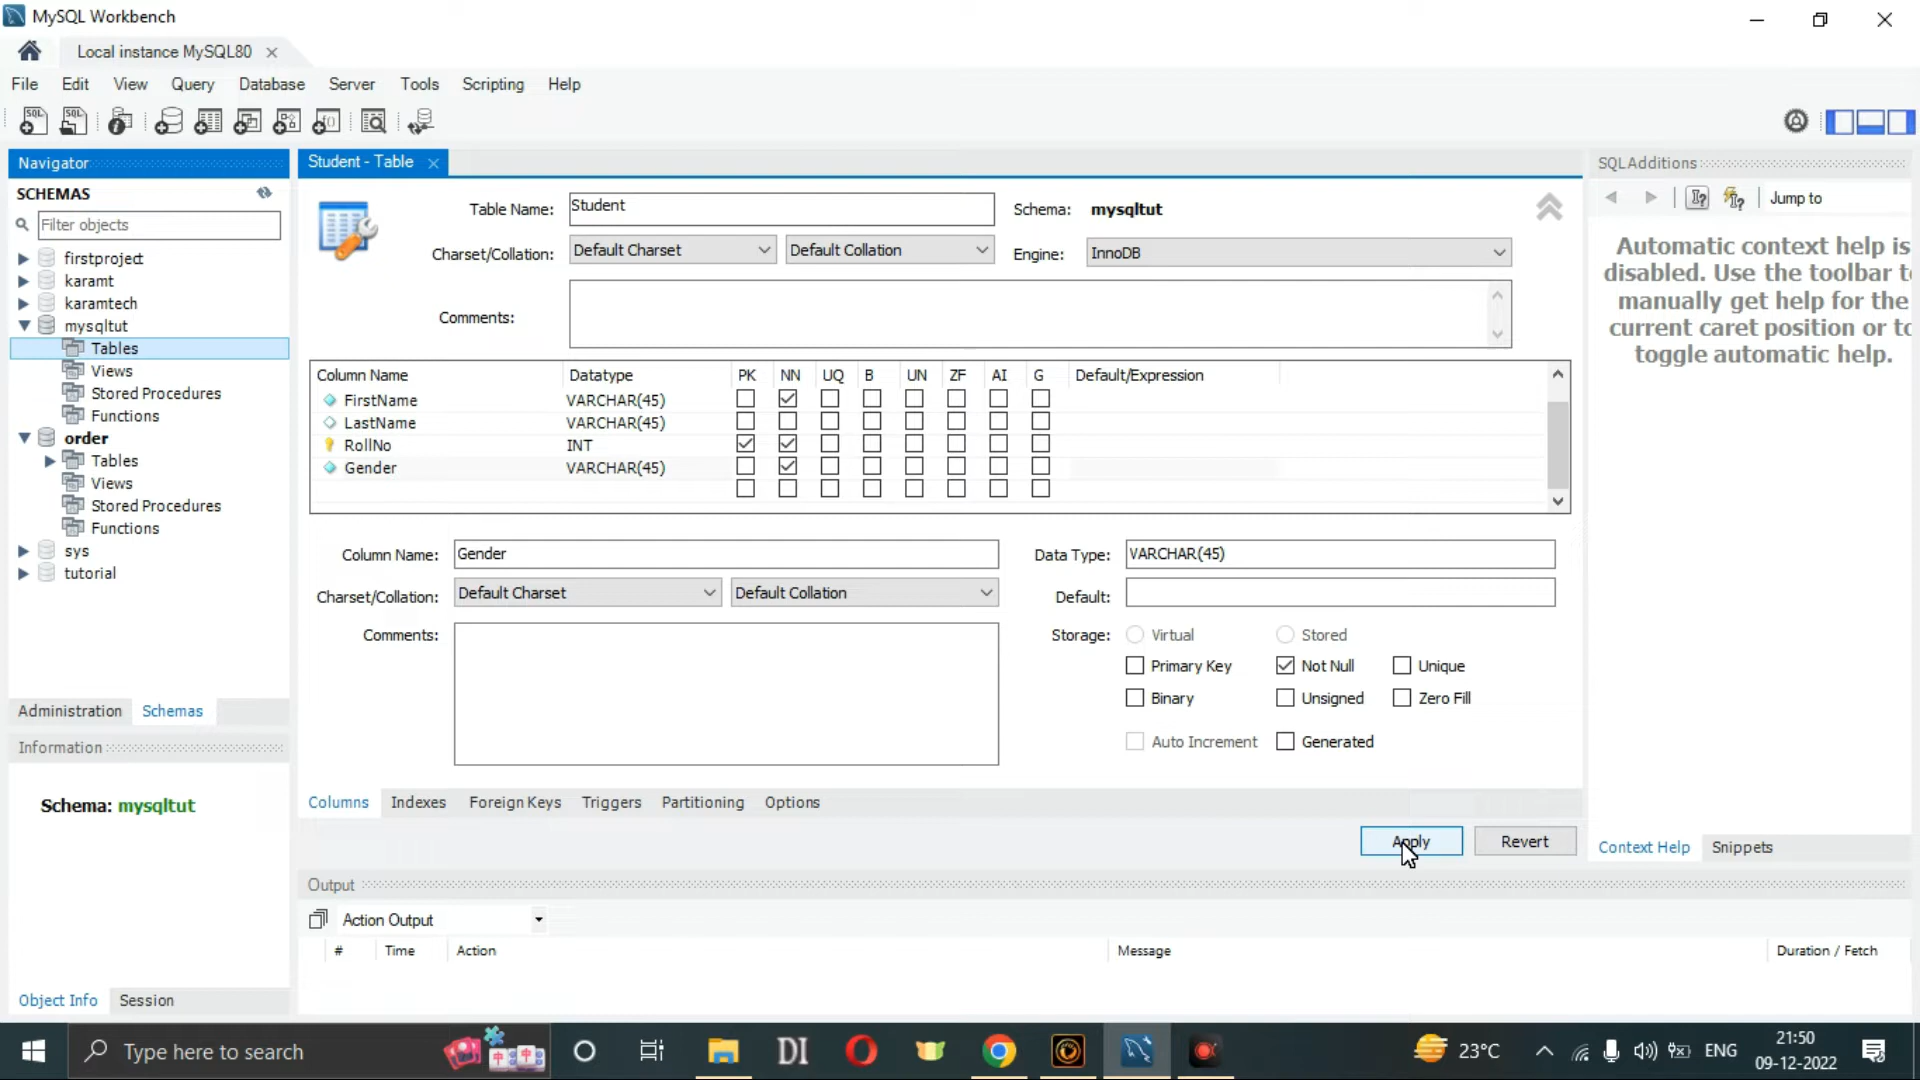 MySQL Workbench
Local instance MySQL80
File Edit View Query Database Server Tools Scripting Help
Navigator
SCHEMAS
Filter objects
firstproject
karamt
karamtech
mysqltut
Tables
Views
Stored Procedures
Functions
order
Tables
Views
Stored Procedures
Functions
sys
tutorial
Administration Schemas
Information
Schema: mysqltut
Object Info Session
Student - Table
Table Name: Student Schema: mysqltut
Charset/Collation: Default Charset Default Collation Engine: InnoDB
Comments:
Column Name Datatype PK NN UQ B UN ZF AI G Default/Expression
FirstName VARCHAR(45)
LastName VARCHAR(45)
RollNo INT
Gender VARCHAR(45)
Column Name: Gender Data Type: VARCHAR(45)
Charset/Collation: Default Charset Default Collation Default:
Comments: Storage: Virtual Stored
Primary Key Not Null Unique
Binary Unsigned Zero Fill
Auto Increment Generated
Columns Indexes Foreign Keys Triggers Partitioning Options
Apply Revert
SQLAdditions
Jump to
Automatic context help is
disabled. Use the toolbar to
manually get help for the
current caret position or to
toggle automatic help.
Context Help Snippets
Output
Action Output
# Time Action Message Duration / Fetch
Type here to search
DI
23°C
ENG
21:50
09-12-2022